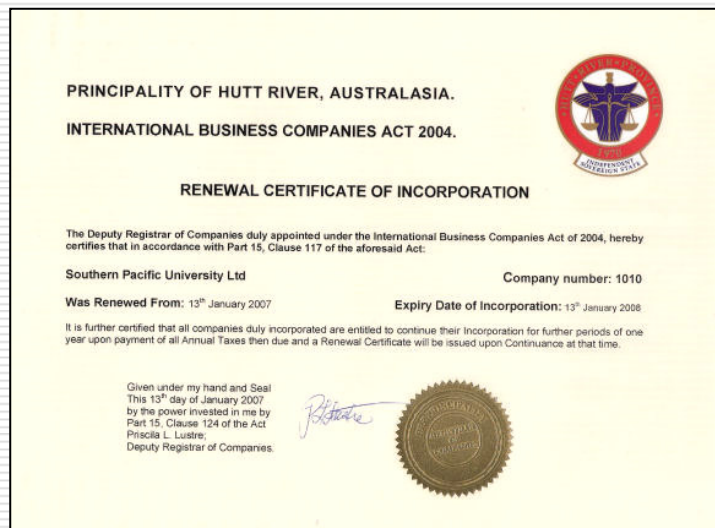 PRINCIPALITY OF HUTT RIVER, AUSTRALASIA.
HUTT RIVER PROVINCE
1970
INDEPENDENT
SOVEREIGN STATE
INTERNATIONAL BUSINESS COMPANIES ACT 2004.
RENEWAL CERTIFICATE OF INCORPORATION
The Deputy Registrar of Companies duly appointed under the International Business Companies Act of 2004, hereby
certifies that in accordance with Part 15, Clause 117 of the aforesaid Act:
Southern Pacific University Ltd Company number: 1010
Was Renewed From: 13th January 2007 Expiry Date of Incorporation: 13th January 2008
It is further certified that all companies duly incorporated are entitled to continue their Incorporation for further periods of one
year upon payment of all Annual Taxes then due and a Renewal Certificate will be issued upon Continuance at that time.
Given under my hand and Seal
This 13th day of January 2007
by the power invested in me by
Part 15, Clause 124 of the Act
Priscila L. Lustre;
Deputy Registrar of Companies.